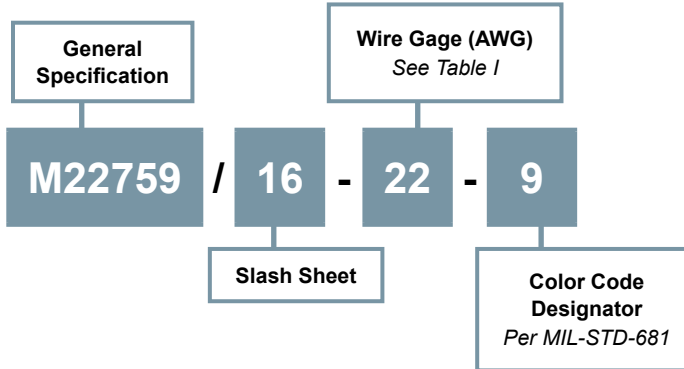 General
Specification
Wire Gage (AWG)
See Table I
M22759 / 16 - 22 - 9
Slash Sheet
Color Code
Designator
Per MIL-STD-681